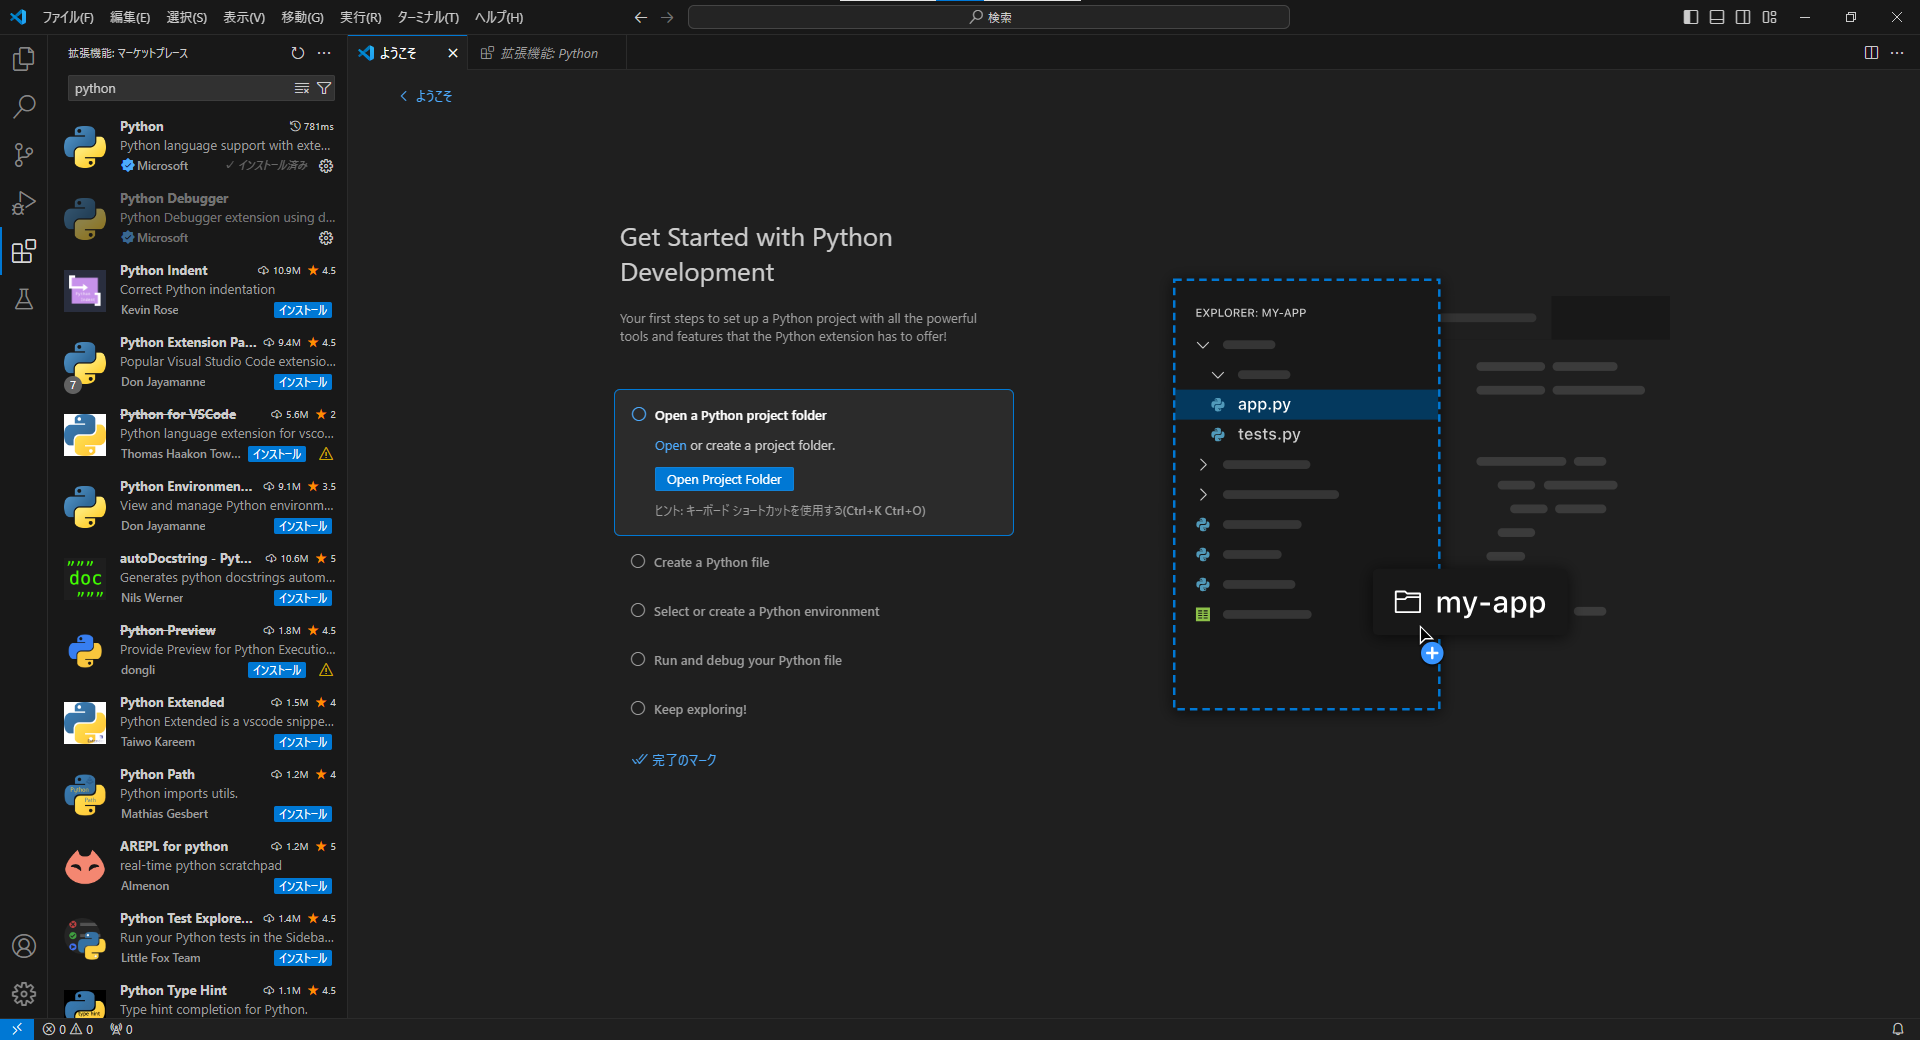 ファイル(F) 編集(E) 選択(S) 表示(V) 移動(G) 実行(R) ターミナル(T) ヘルプ(H)
検索
拡張機能: マーケットプレース
python
Python 781ms
Python language support with exte...
Microsoft インストール済み
Python Debugger
Python Debugger extension using d...
Microsoft
Python Indent 10.9M 4.5
Correct Python indentation
Kevin Rose インストール
Python Extension Pa... 9.4M 4.5
Popular Visual Studio Code extensio...
7
Don Jayamanne インストール
Python for VSCode 5.6M 2
Python language extension for vsco...
Thomas Haakon Tow... インストール
Python Environmen... 9.1M 3.5
View and manage Python environm...
Don Jayamanne インストール
autoDocstring - Pyt... 10.6M 5
"""
doc
"""
Generates python docstrings autom...
Nils Werner インストール
Python Preview 1.8M 4.5
Provide Preview for Python Executio...
dongli インストール
Python Extended 1.5M 4
Python Extended is a vscode snippe...
Taiwo Kareem インストール
Python Path 1.2M 4
Python
Path
Python imports utils.
Mathias Gesbert インストール
AREPL for python 1.2M 5
real-time python scratchpad
Almenon インストール
Python Test Explore... 1.4M 4.5
Run your Python tests in the Sideba...
Little Fox Team インストール
Python Type Hint 1.1M 4.5
Type hint
Type hint completion for Python.
ようこそ 拡張機能: Python
ようこそ
Get Started with Python
Development
Your first steps to set up a Python project with all the powerful
tools and features that the Python extension has to offer!
Open a Python project folder
Open or create a project folder.
Open Project Folder
ヒント: キーボード ショートカットを使用する(Ctrl+K Ctrl+O)
Create a Python file
Select or create a Python environment
Run and debug your Python file
Keep exploring!
完了のマーク
EXPLORER: MY-APP
app.py
tests.py
my-app
0 0 0